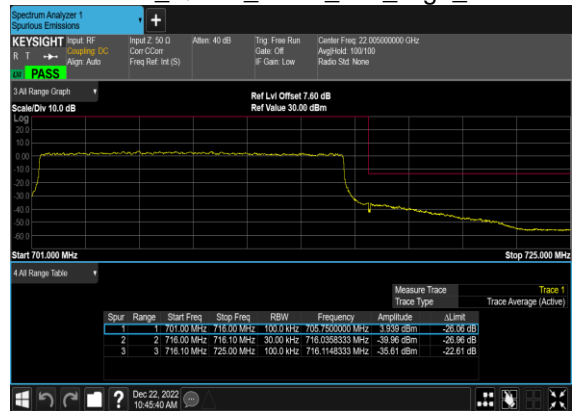 Spectrum Analyzer 1
Spurious Emissions
+
KEYSIGHT Input: RF Input Z: 50 Ω Atten: 40 dB Trig: Free Run Center Freq: 22.005000000 GHz
R T Coupling: DC Corr CCorr Gate: Off Avg|Hold: 100/100
Align: Auto Freq Ref: Int (S) IF Gain: Low Radio Std: None
PASS
3 All Range Graph
Ref Lvl Offset 7.60 dB
Scale/Div 10.0 dB Ref Value 30.00 dBm
Log
20.0
10.0
0.00
-10.0
-20.0
-30.0
-40.0
-50.0
-60.0
Start 701.000 MHz Stop 725.000 MHz
4 All Range Table
Measure Trace Trace 1
Trace Type Trace Average (Active)
Spur Range Start Freq Stop Freq RBW Frequency Amplitude ΔLimit
1 1 701.00 MHz 716.00 MHz 100.0 kHz 705.7500000 MHz 3.939 dBm -26.06 dB
2 2 716.00 MHz 716.10 MHz 30.00 kHz 716.0358333 MHz -39.96 dBm -26.96 dB
3 3 716.10 MHz 725.00 MHz 100.0 kHz 716.1148333 MHz -35.61 dBm -22.61 dB
? Dec 22, 2022
10:45:40 AM